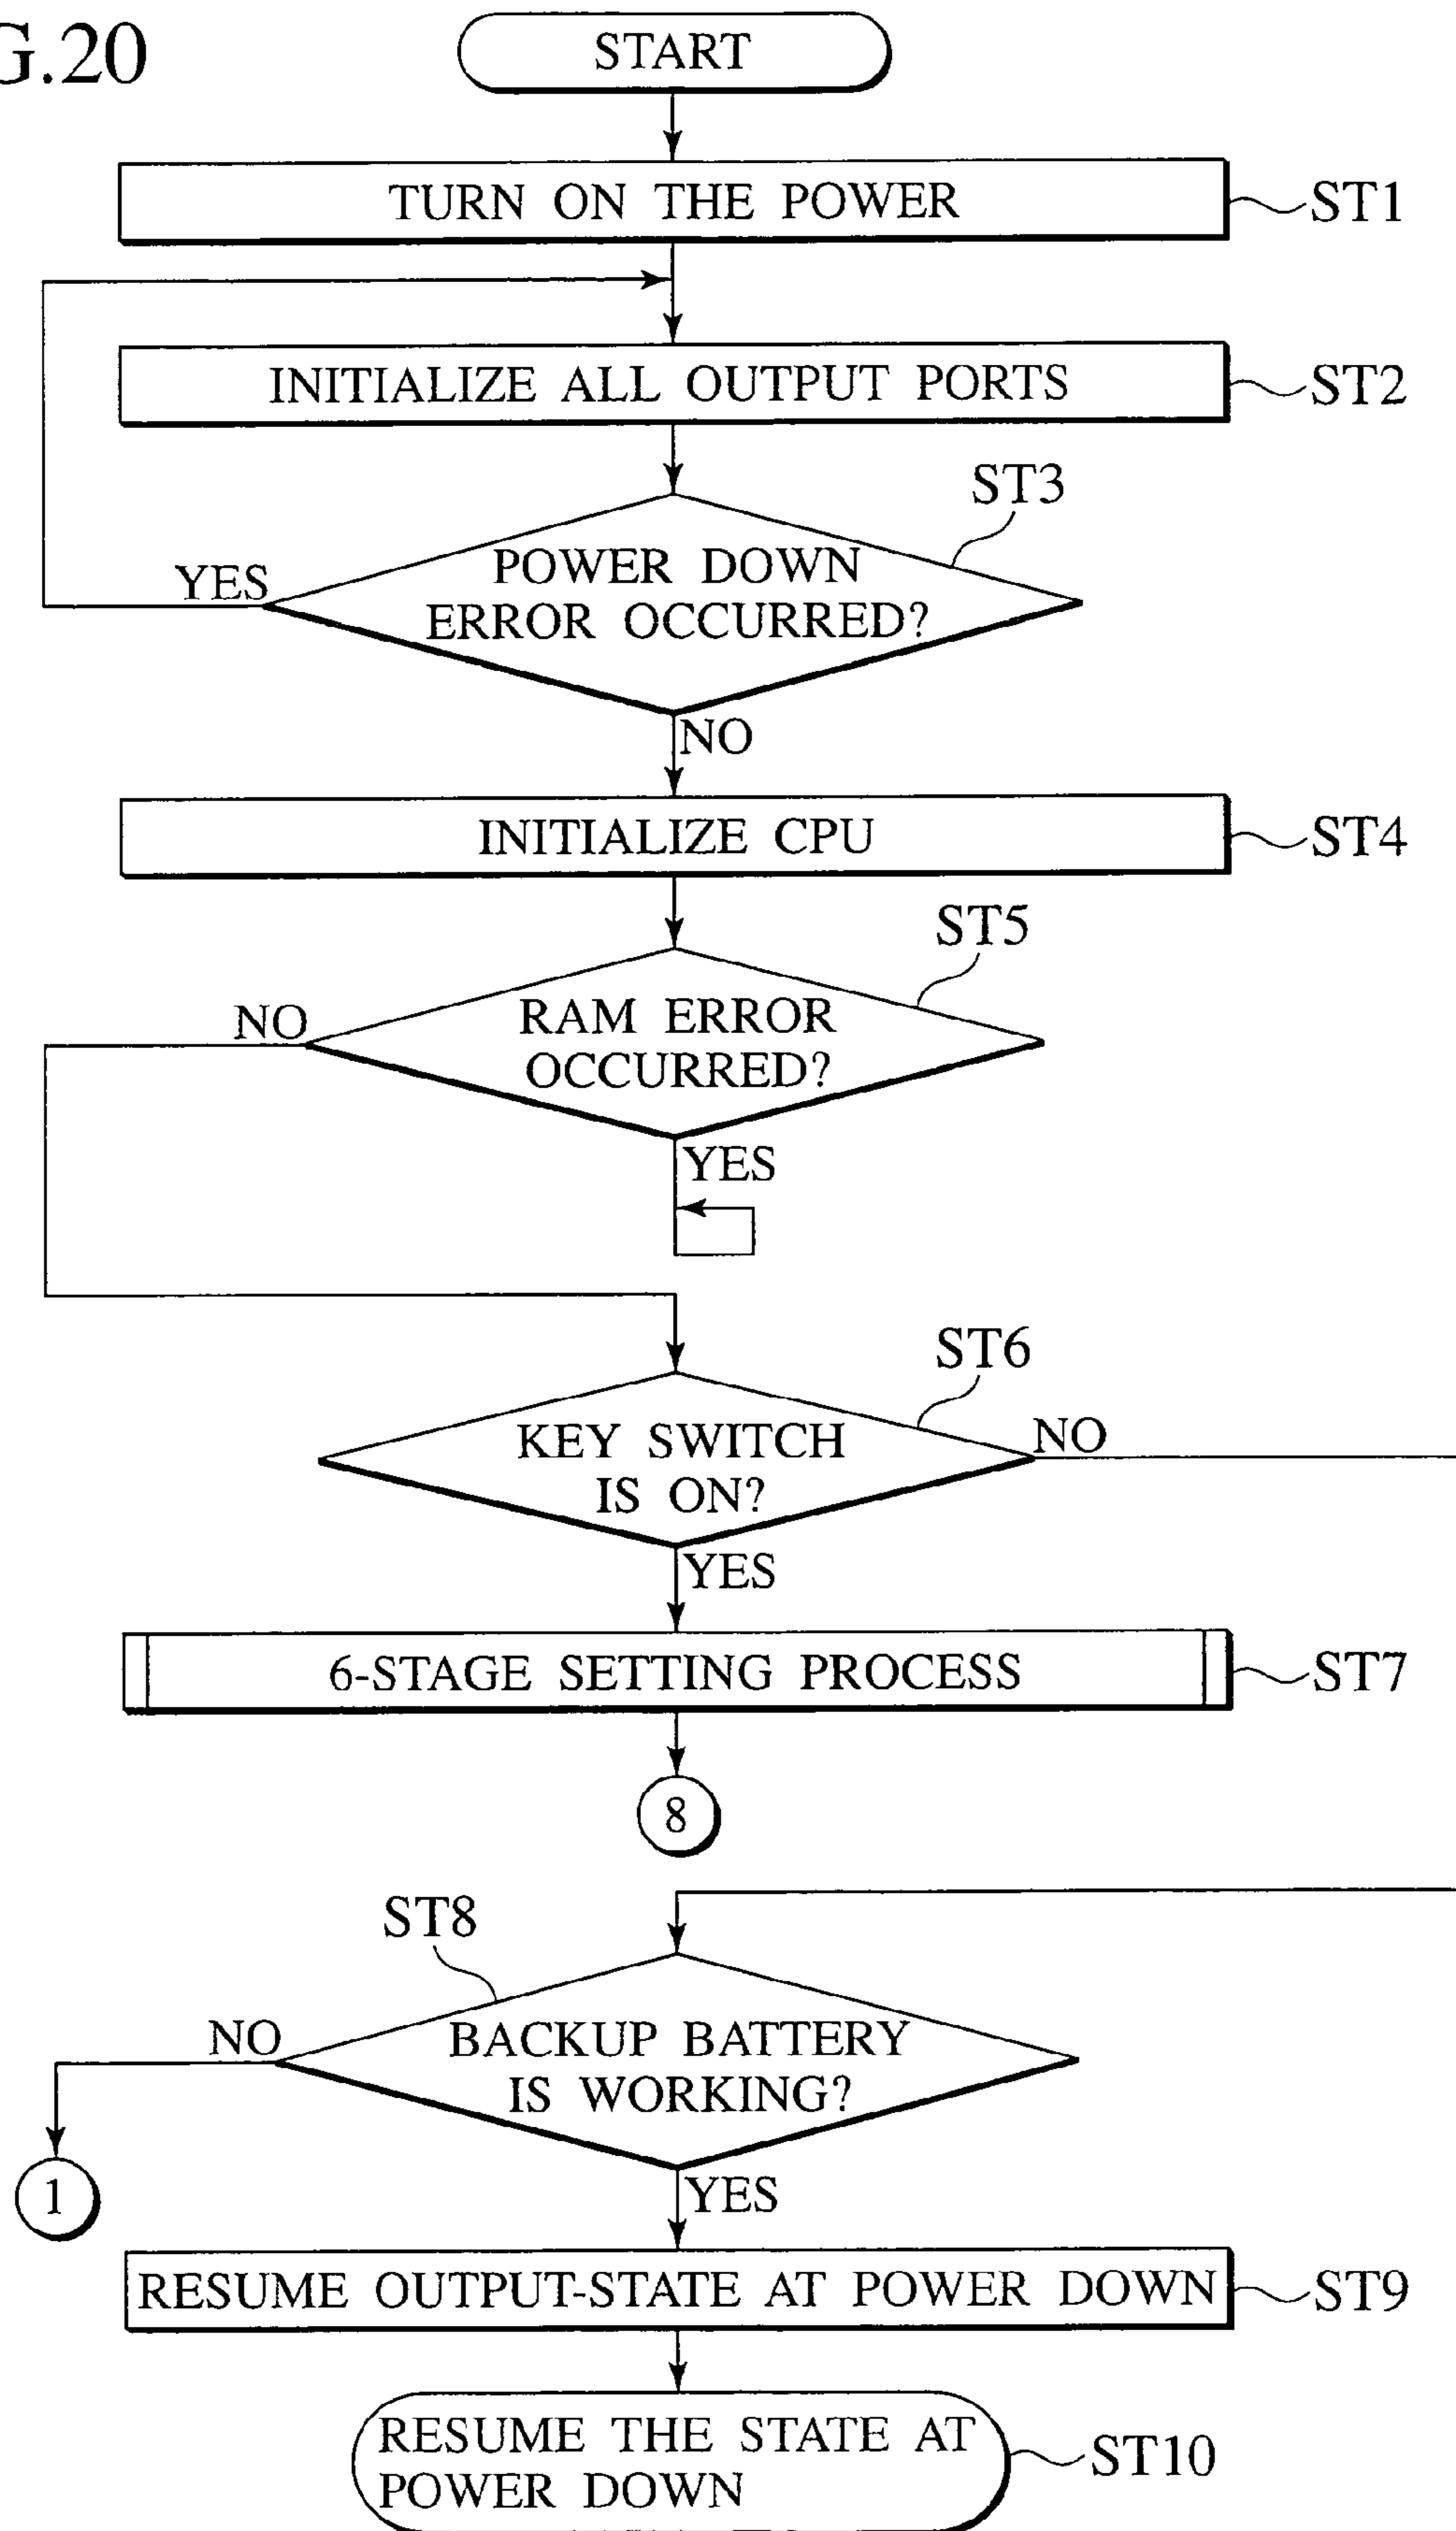 G.20
START
TURN ON THE POWER
ST1
INITIALIZE ALL OUTPUT PORTS
ST2
ST3
POWER DOWN
ERROR OCCURRED?
YES
NO
INITIALIZE CPU
ST4
ST5
RAM ERROR
OCCURRED?
NO
YES
ST6
KEY SWITCH
IS ON?
NO
YES
6-STAGE SETTING PROCESS
ST7
8
ST8
BACKUP BATTERY
IS WORKING?
NO
1
YES
RESUME OUTPUT-STATE AT POWER DOWN
ST9
RESUME THE STATE AT
POWER DOWN
ST10